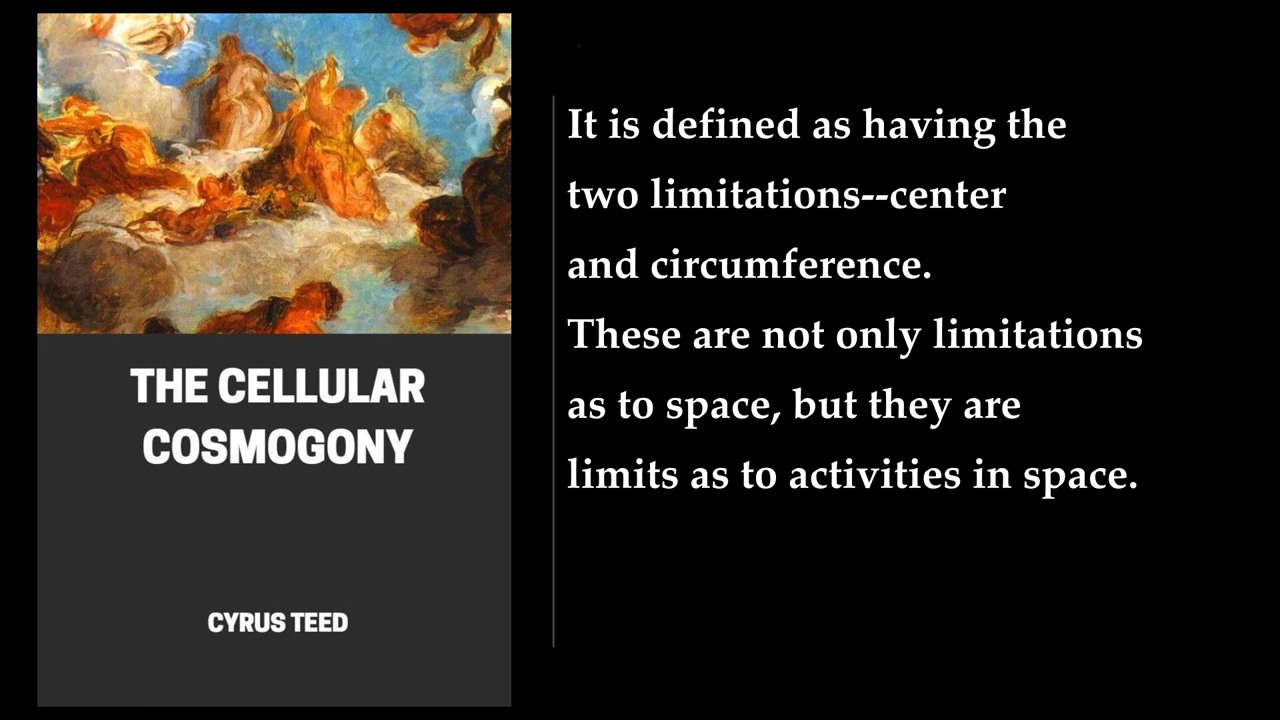 THE CELLULAR
COSMOGONY
CYRUS TEED
It is defined as having the
two limitations--center
and circumference.
These are not only limitations
as to space, but they are
limits as to activities in space.